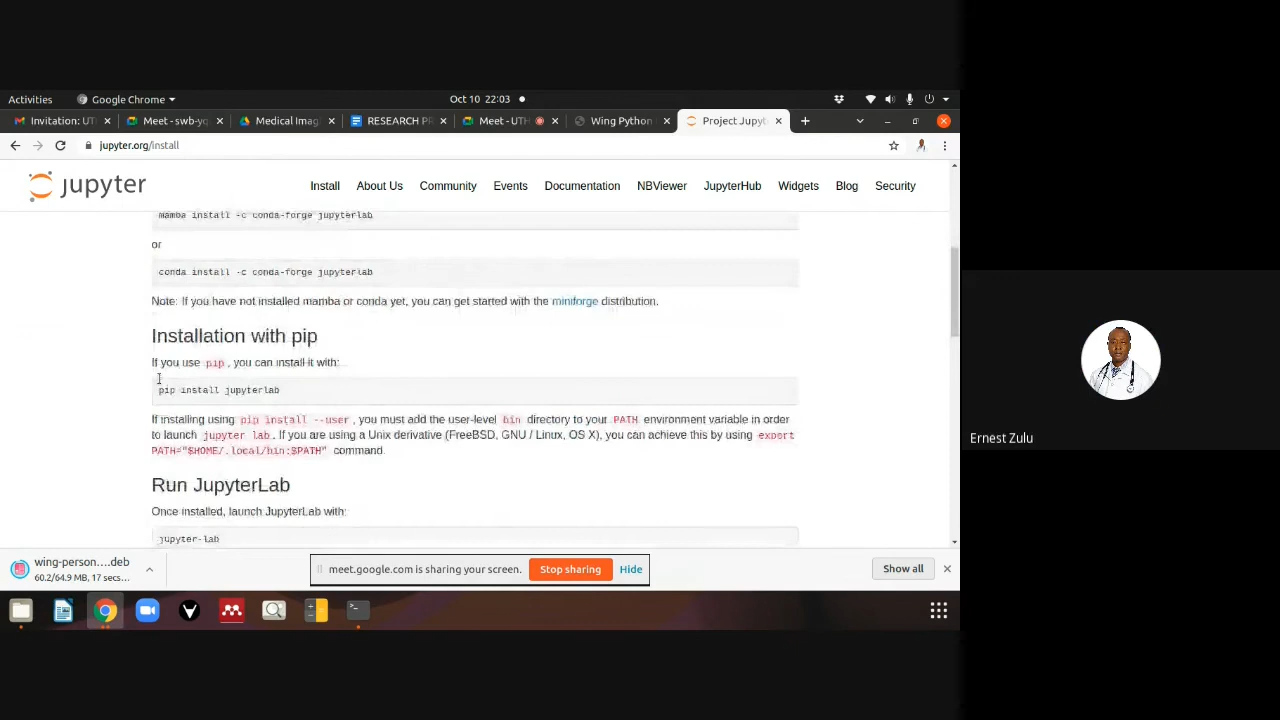 Activities
Google Chrome
Oct 10 22:03
Invitation: UT
Meet - swb-yq
Medical Imag
RESEARCH PR
Meet - UTH
Wing Python
Project Jupyt
jupyter.org/install
jupyter
Install
About Us
Community
Events
Documentation
NBViewer
JupyterHub
Widgets
Blog
Security
mamba install -c conda-forge jupyterlab
or
conda install -c conda-forge jupyterlab
Note: If you have not installed mamba or conda yet, you can get started with the miniforge distribution.
Installation with pip
If you use pip, you can install it with:
pip install jupyterlab
If installing using pip install --user, you must add the user-level bin directory to your PATH environment variable in order
to launch jupyter lab. If you are using a Unix derivative (FreeBSD, GNU / Linux, OS X), you can achieve this by using export
PATH="$HOME/.local/bin:$PATH" command.
Run JupyterLab
Once installed, launch JupyterLab with:
jupyter-lab
wing-person....deb
60.2/64.9 MB, 17 secs...
meet.google.com is sharing your screen.
Stop sharing
Hide
Show all
Ernest Zulu